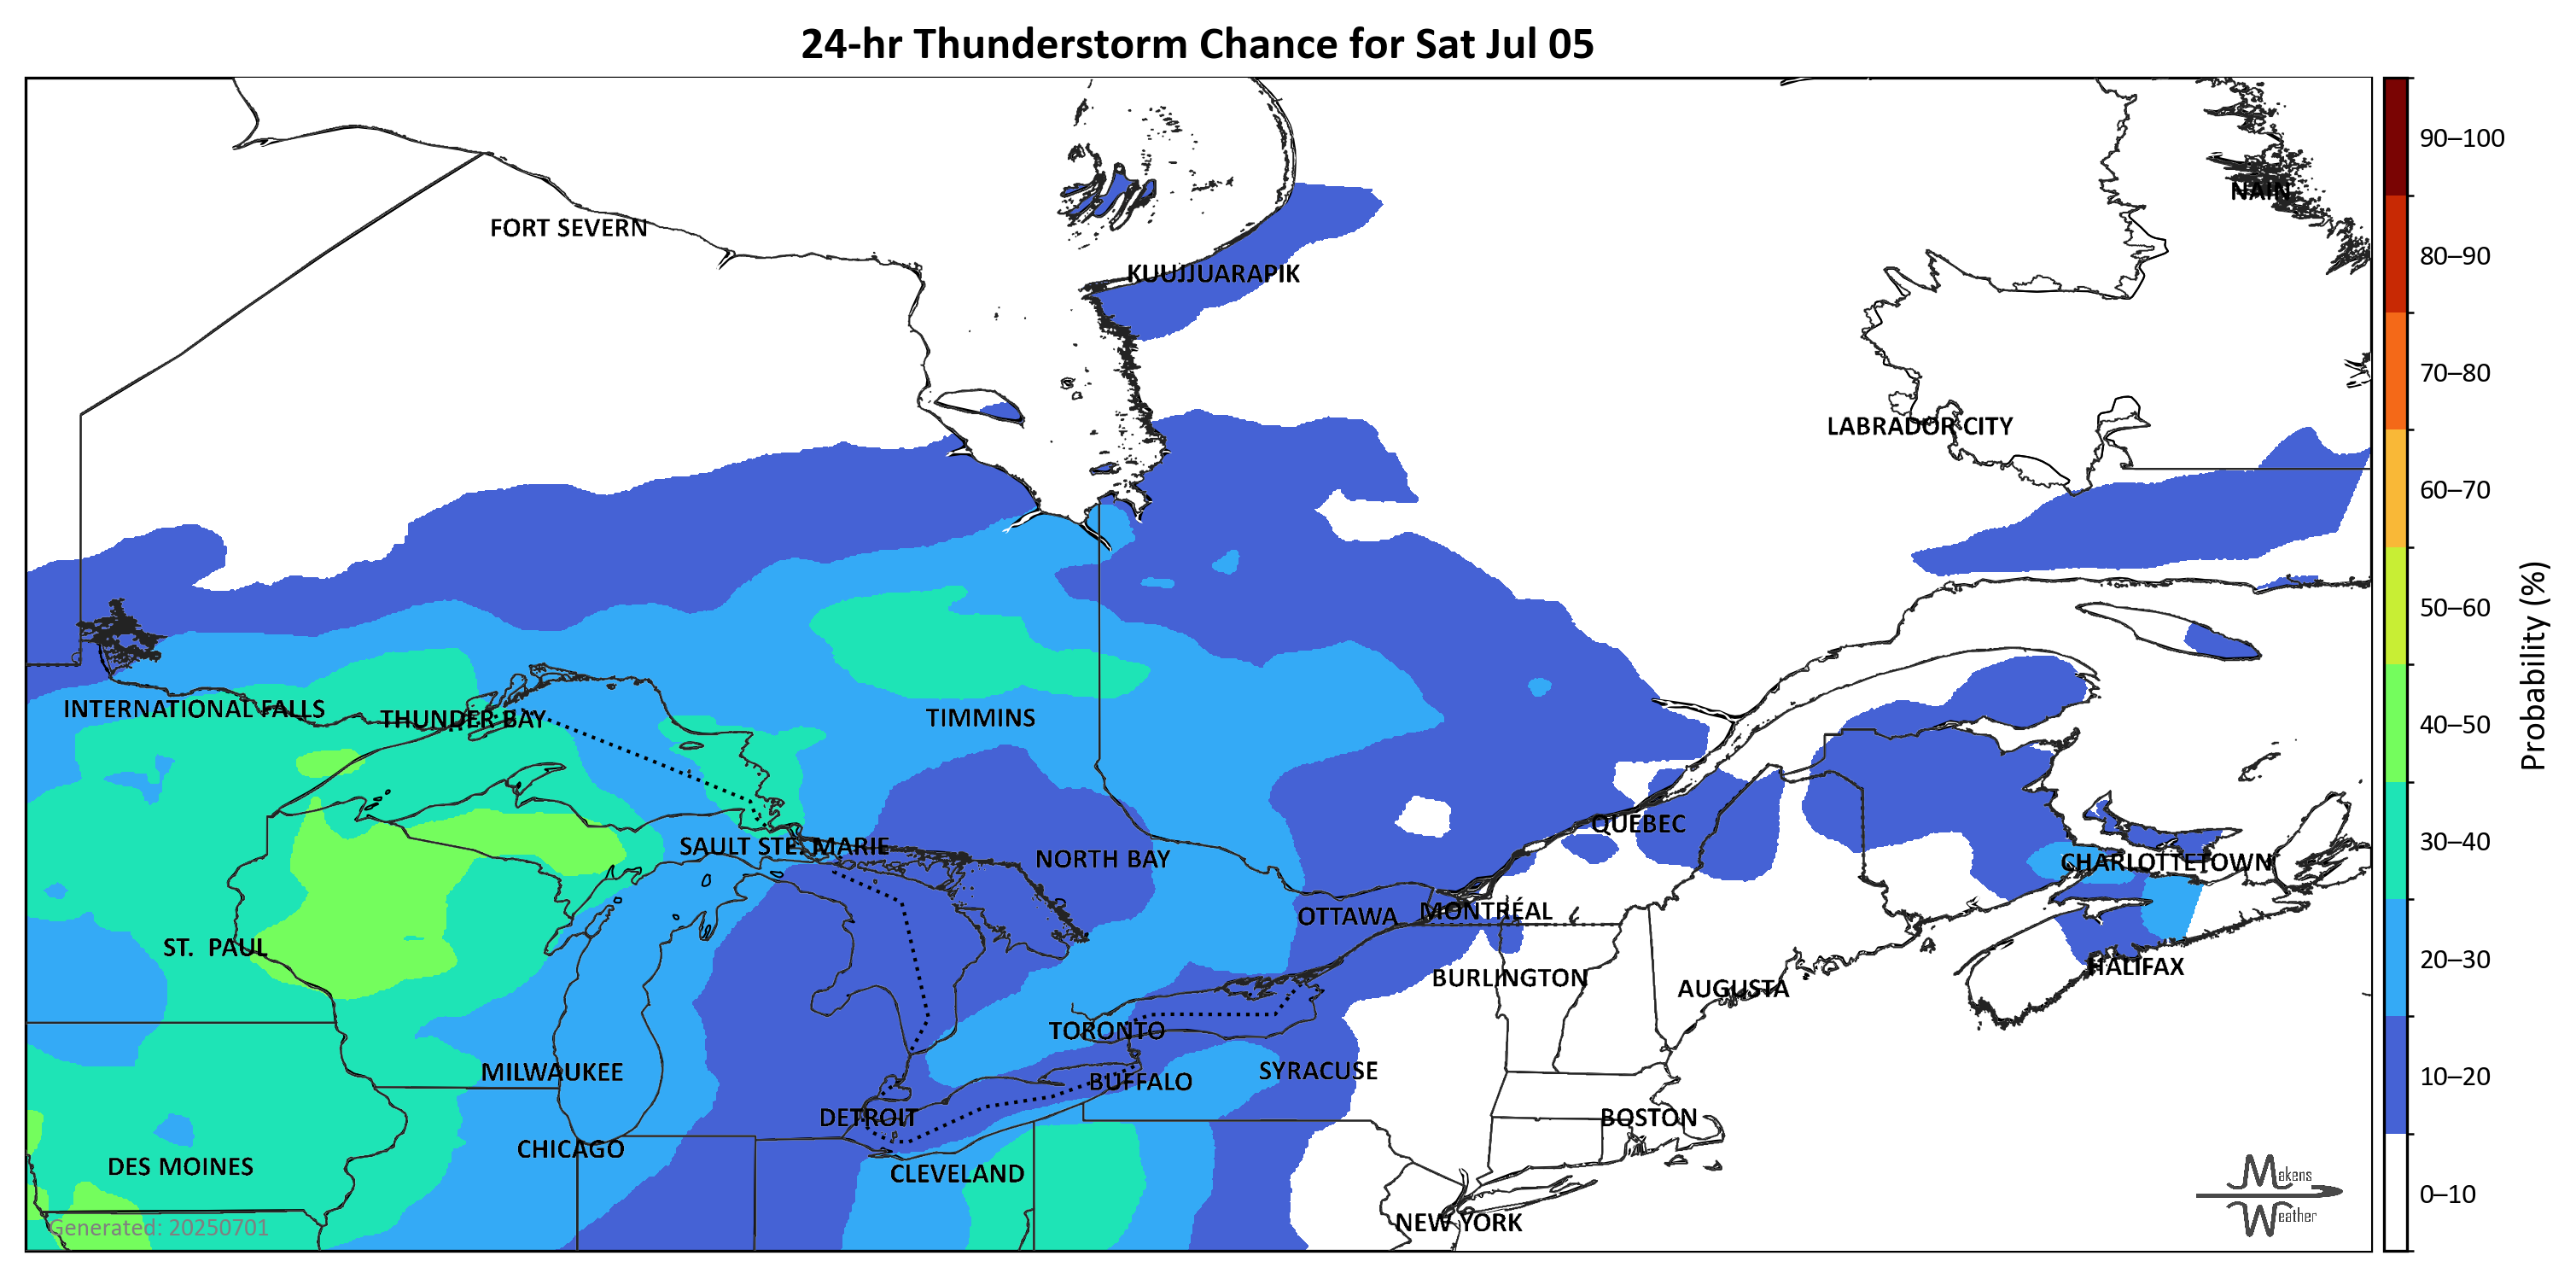 24-hr Thunderstorm Chance for Sat Jul 05
90–100
NAIN
FORT SEVERN
80–90
KUUJJUARAPIK
70–80
LABRADOR CITY
60–70
50–60
Probability (%)
INTERNATIONAL FALLS
THUNDER BAY
TIMMINS
40–50
QUEBEC
30–40
SAULT STE. MARIE
NORTH BAY
CHARLOTTETOWN
OTTAWA
MONTRÉAL
ST. PAUL
20–30
HALIFAX
BURLINGTON
AUGUSTA
TORONTO
MILWAUKEE
SYRACUSE
BUFFALO
10–20
DETROIT
BOSTON
CHICAGO
DES MOINES
CLEVELAND
Makens
0–10
Weather
NEW YORK
Generated: 20250701